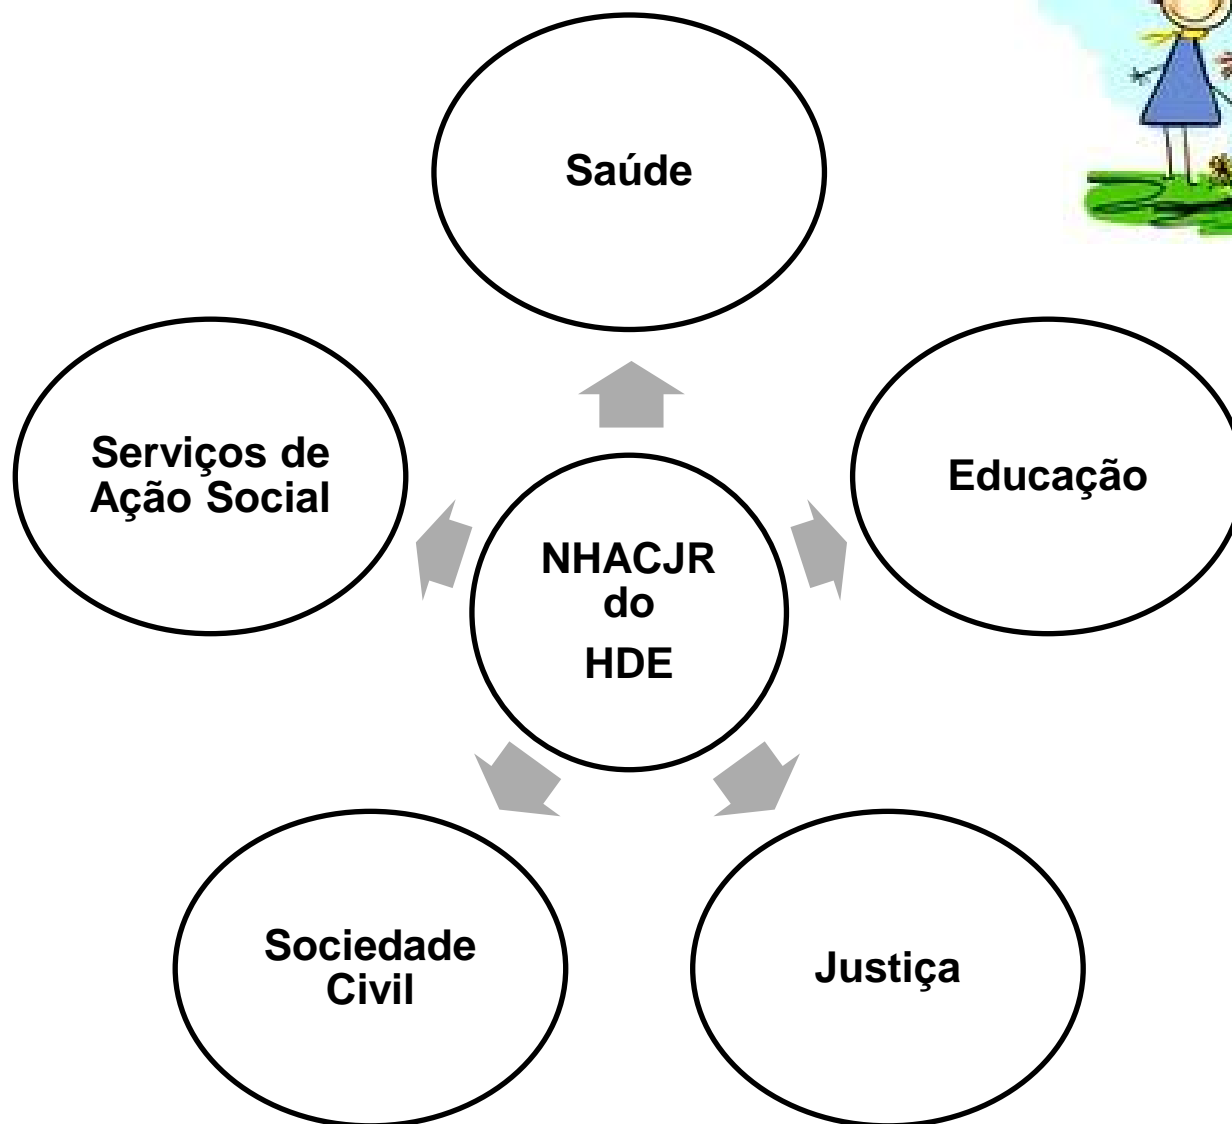 Saúde
Serviços de
Ação Social
Educação
NHACJR
do
HDE
Sociedade
Civil
Justiça